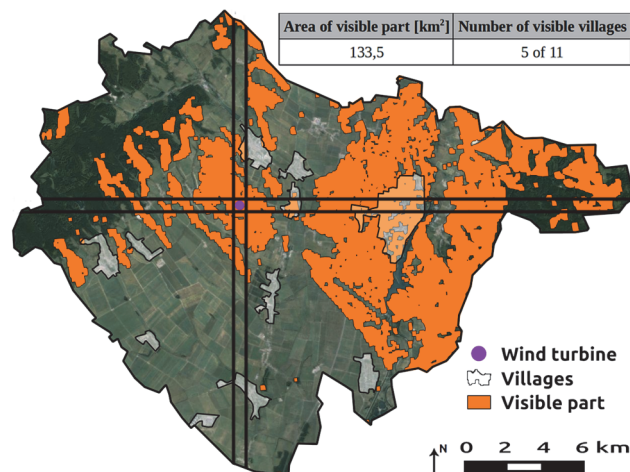 Area of visible part [km²] Number of visible villages
133,5 5 of 11
Wind turbine
Villages
Visible part
N 0 2 4 6 km